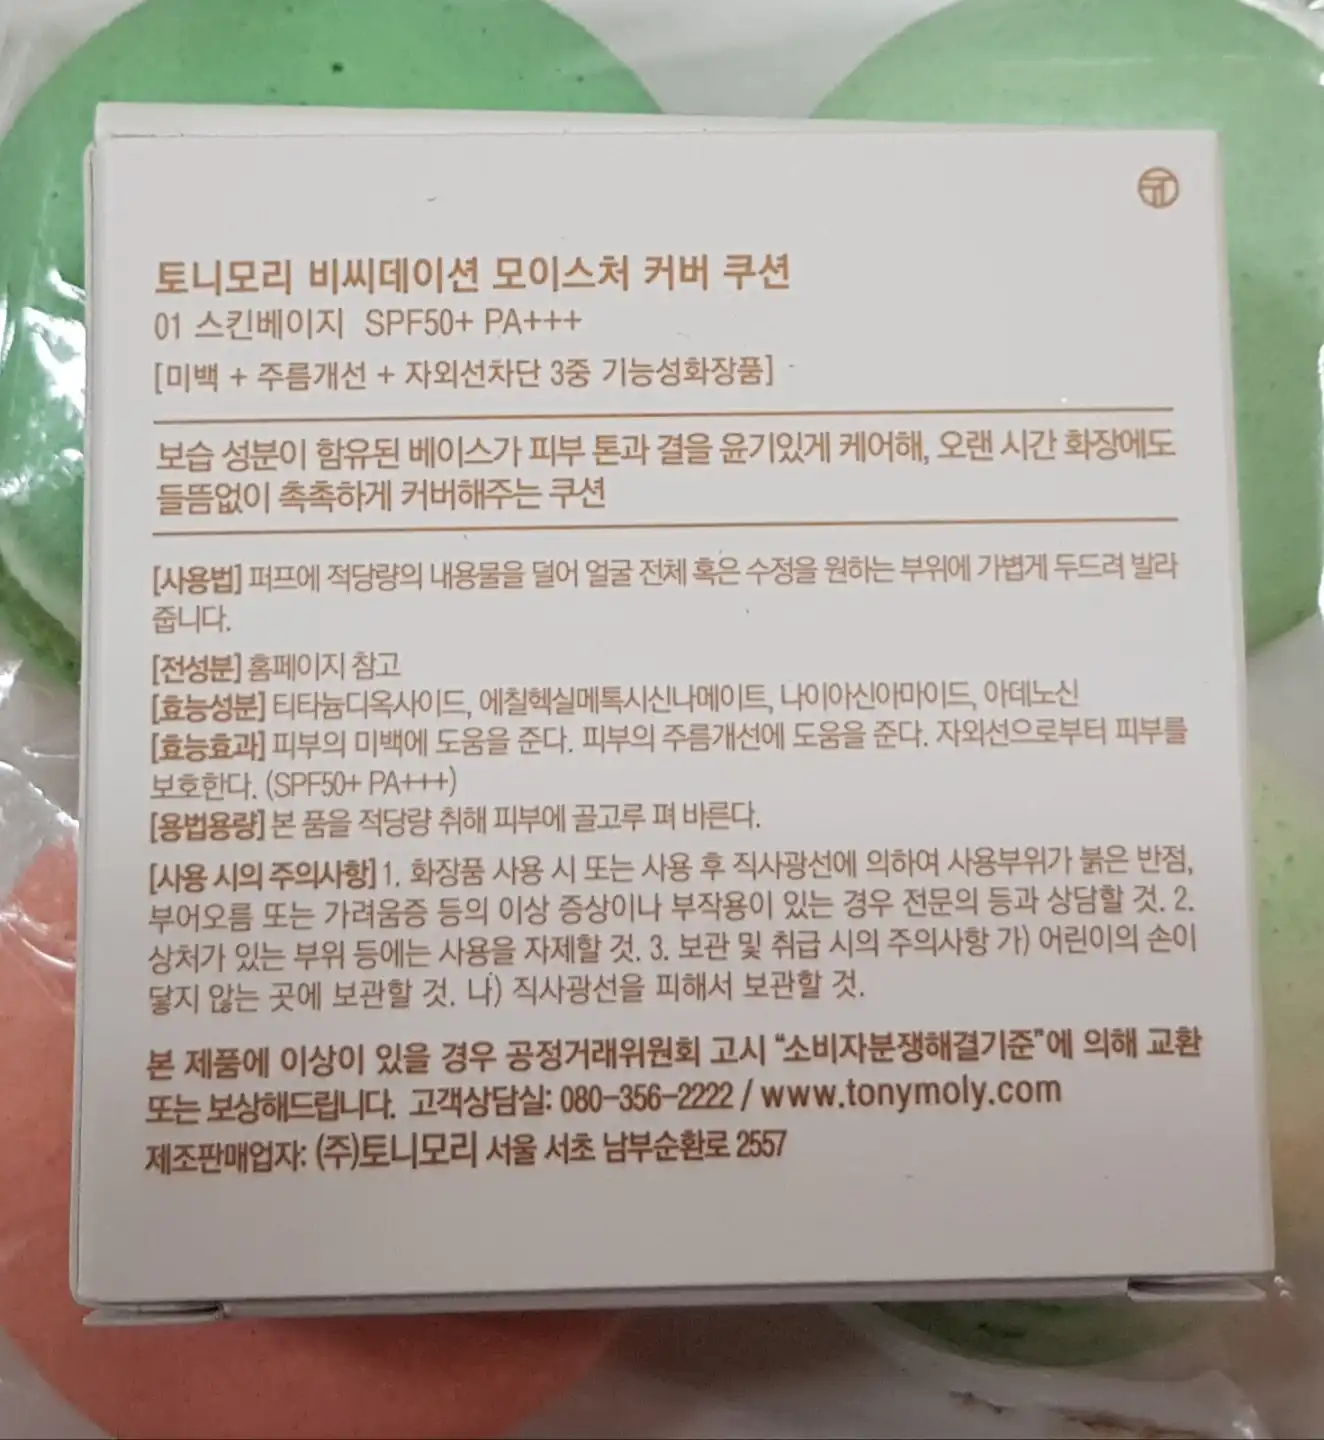 토니모리 비씨데이션 모이스처 커버 쿠션
01 스킨베이지 SPF50+ PA+++
[미백 + 주름개선 + 자외선차단 3중 기능성화장품]
보습 성분이 함유된 베이스가 피부 톤과 결을 윤기있게 케어해, 오랜 시간 화장에도
들뜸없이 촉촉하게 커버해주는 쿠션
[사용법] 퍼프에 적당량의 내용물을 덜어 얼굴 전체 혹은 수정을 원하는 부위에 가볍게 두드려 발라
줍니다.
[전성분] 홈페이지 참고
[효능성분] 티타늄디옥사이드, 에칠헥실메톡시신나메이트, 나이아신아마이드, 아데노신
[효능효과] 피부의 미백에 도움을 준다. 피부의 주름개선에 도움을 준다. 자외선으로부터 피부를
보호한다. (SPF50+ PA+++)
[용법용량] 본 품을 적당량 취해 피부에 골고루 펴 바른다.
[사용 시의 주의사항] 1. 화장품 사용 시 또는 사용 후 직사광선에 의하여 사용부위가 붉은 반점,
부어오름 또는 가려움증 등의 이상 증상이나 부작용이 있는 경우 전문의 등과 상담할 것. 2.
상처가 있는 부위 등에는 사용을 자제할 것. 3. 보관 및 취급 시의 주의사항 가) 어린이의 손이
닿지 않는 곳에 보관할 것. 나) 직사광선을 피해서 보관할 것.
본 제품에 이상이 있을 경우 공정거래위원회 고시 “소비자분쟁해결기준”에 의해 교환
또는 보상해드립니다. 고객상담실: 080-356-2222 / www.tonymoly.com
제조판매업자: (주)토니모리 서울 서초 남부순환로 2557